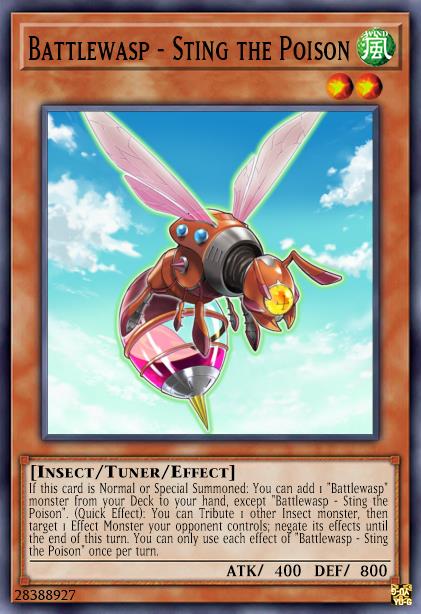 BATTLEWASP - STING THE POISON
WIND
風
[INSECT/TUNER/EFFECT]
If this card is Normal or Special Summoned: You can add 1 "Battlewasp"
monster from your Deck to your hand, except "Battlewasp - Sting the
Poison". (Quick Effect): You can Tribute 1 other Insect monster, then
target 1 Effect Monster your opponent controls; negate its effects until
the end of this turn. You can only use each effect of "Battlewasp - Sting
the Poison" once per turn.
ATK/ 400 DEF/ 800
28388927